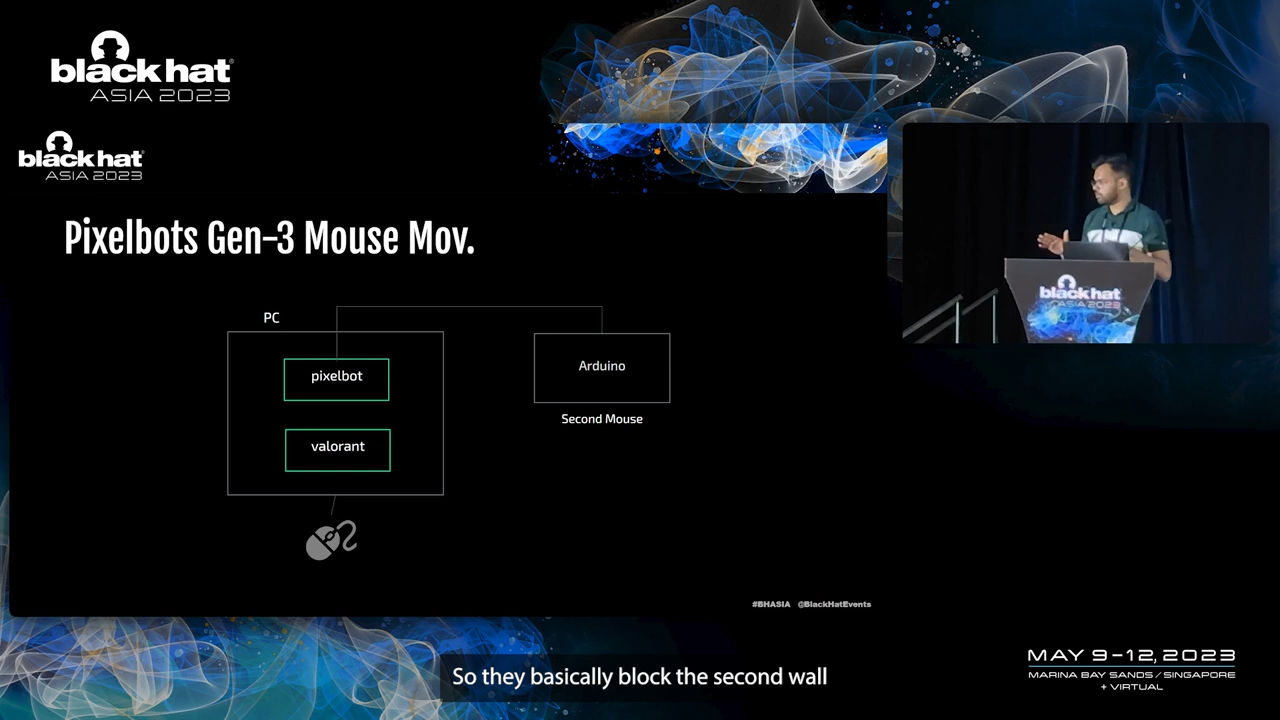 black hat
ASIA 2023
black hat
ASIA 2023
Pixelbots Gen-3 Mouse Mov.
PC
pixelbot
valorant
Arduino
Second Mouse
black hat
ASIA 2023
#BHASIA @BlackHatEvents
So they basically block the second wall
MAY 9-12, 2023
MARINA BAY SANDS / SINGAPORE
+ VIRTUAL